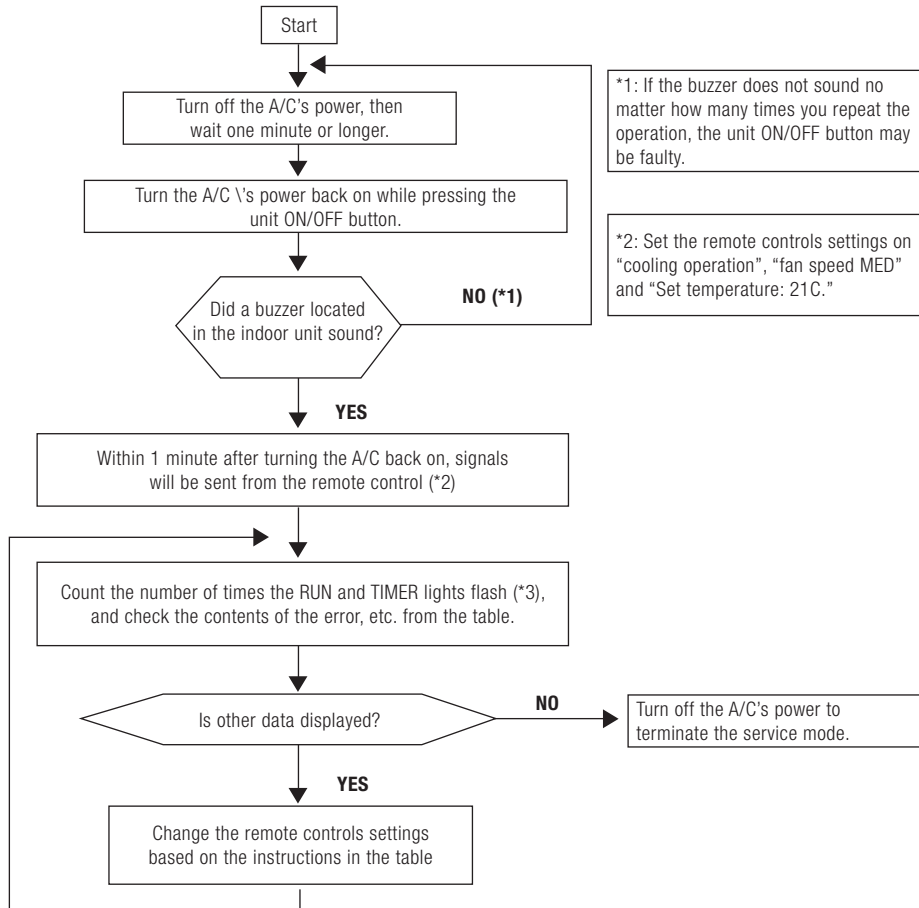 Start
Turn off the A/C's power, then
wait one minute or longer.
Turn the A/C \'s power back on while pressing the
unit ON/OFF button.
Did a buzzer located
in the indoor unit sound?
NO (*1)
*1: If the buzzer does not sound no
matter how many times you repeat the
operation, the unit ON/OFF button may
be faulty.
*2: Set the remote controls settings on
“cooling operation”, “fan speed MED”
and “Set temperature: 21C.”
YES
Within 1 minute after turning the A/C back on, signals
will be sent from the remote control (*2)
Count the number of times the RUN and TIMER lights flash (*3),
and check the contents of the error, etc. from the table.
Is other data displayed?
NO
Turn off the A/C's power to
terminate the service mode.
YES
Change the remote controls settings
based on the instructions in the table